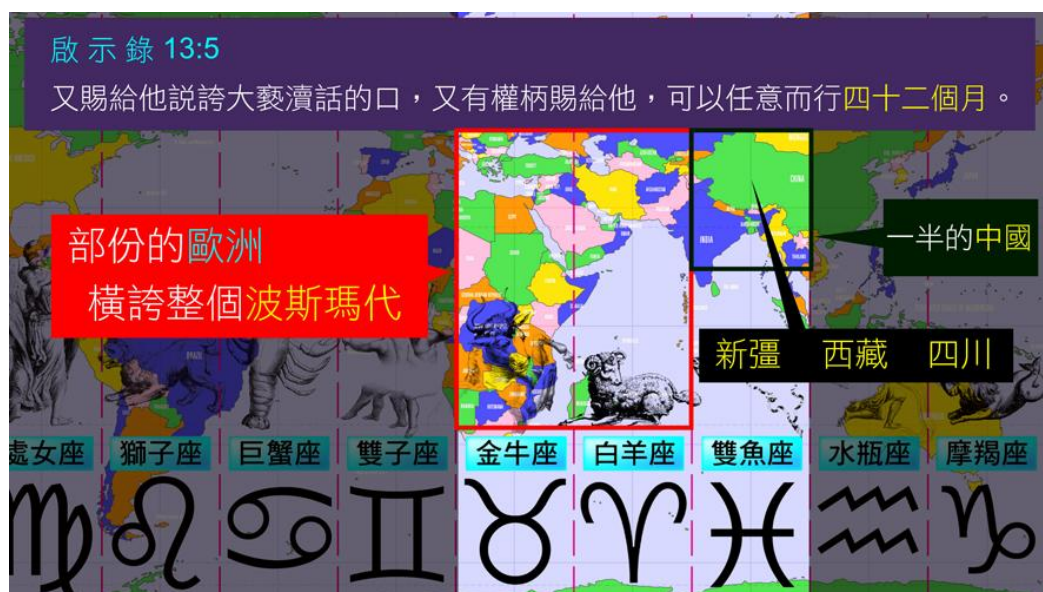 啟示錄 13:5
又賜給他說誇大褻瀆話的口,又有權柄賜給他,可以任意而行四十二個月。
部份的歐洲
橫誇整個波斯瑪代
一半的中國
新疆 西藏 四川
CHINA
INDIA
BRAZIL
處女座 獅子座 巨蟹座 雙子座 金牛座 白羊座 雙魚座 水瓶座 摩羯座
♍ ♌ ♋ ♊ ♉ ♈ ♓ ♒ ♑